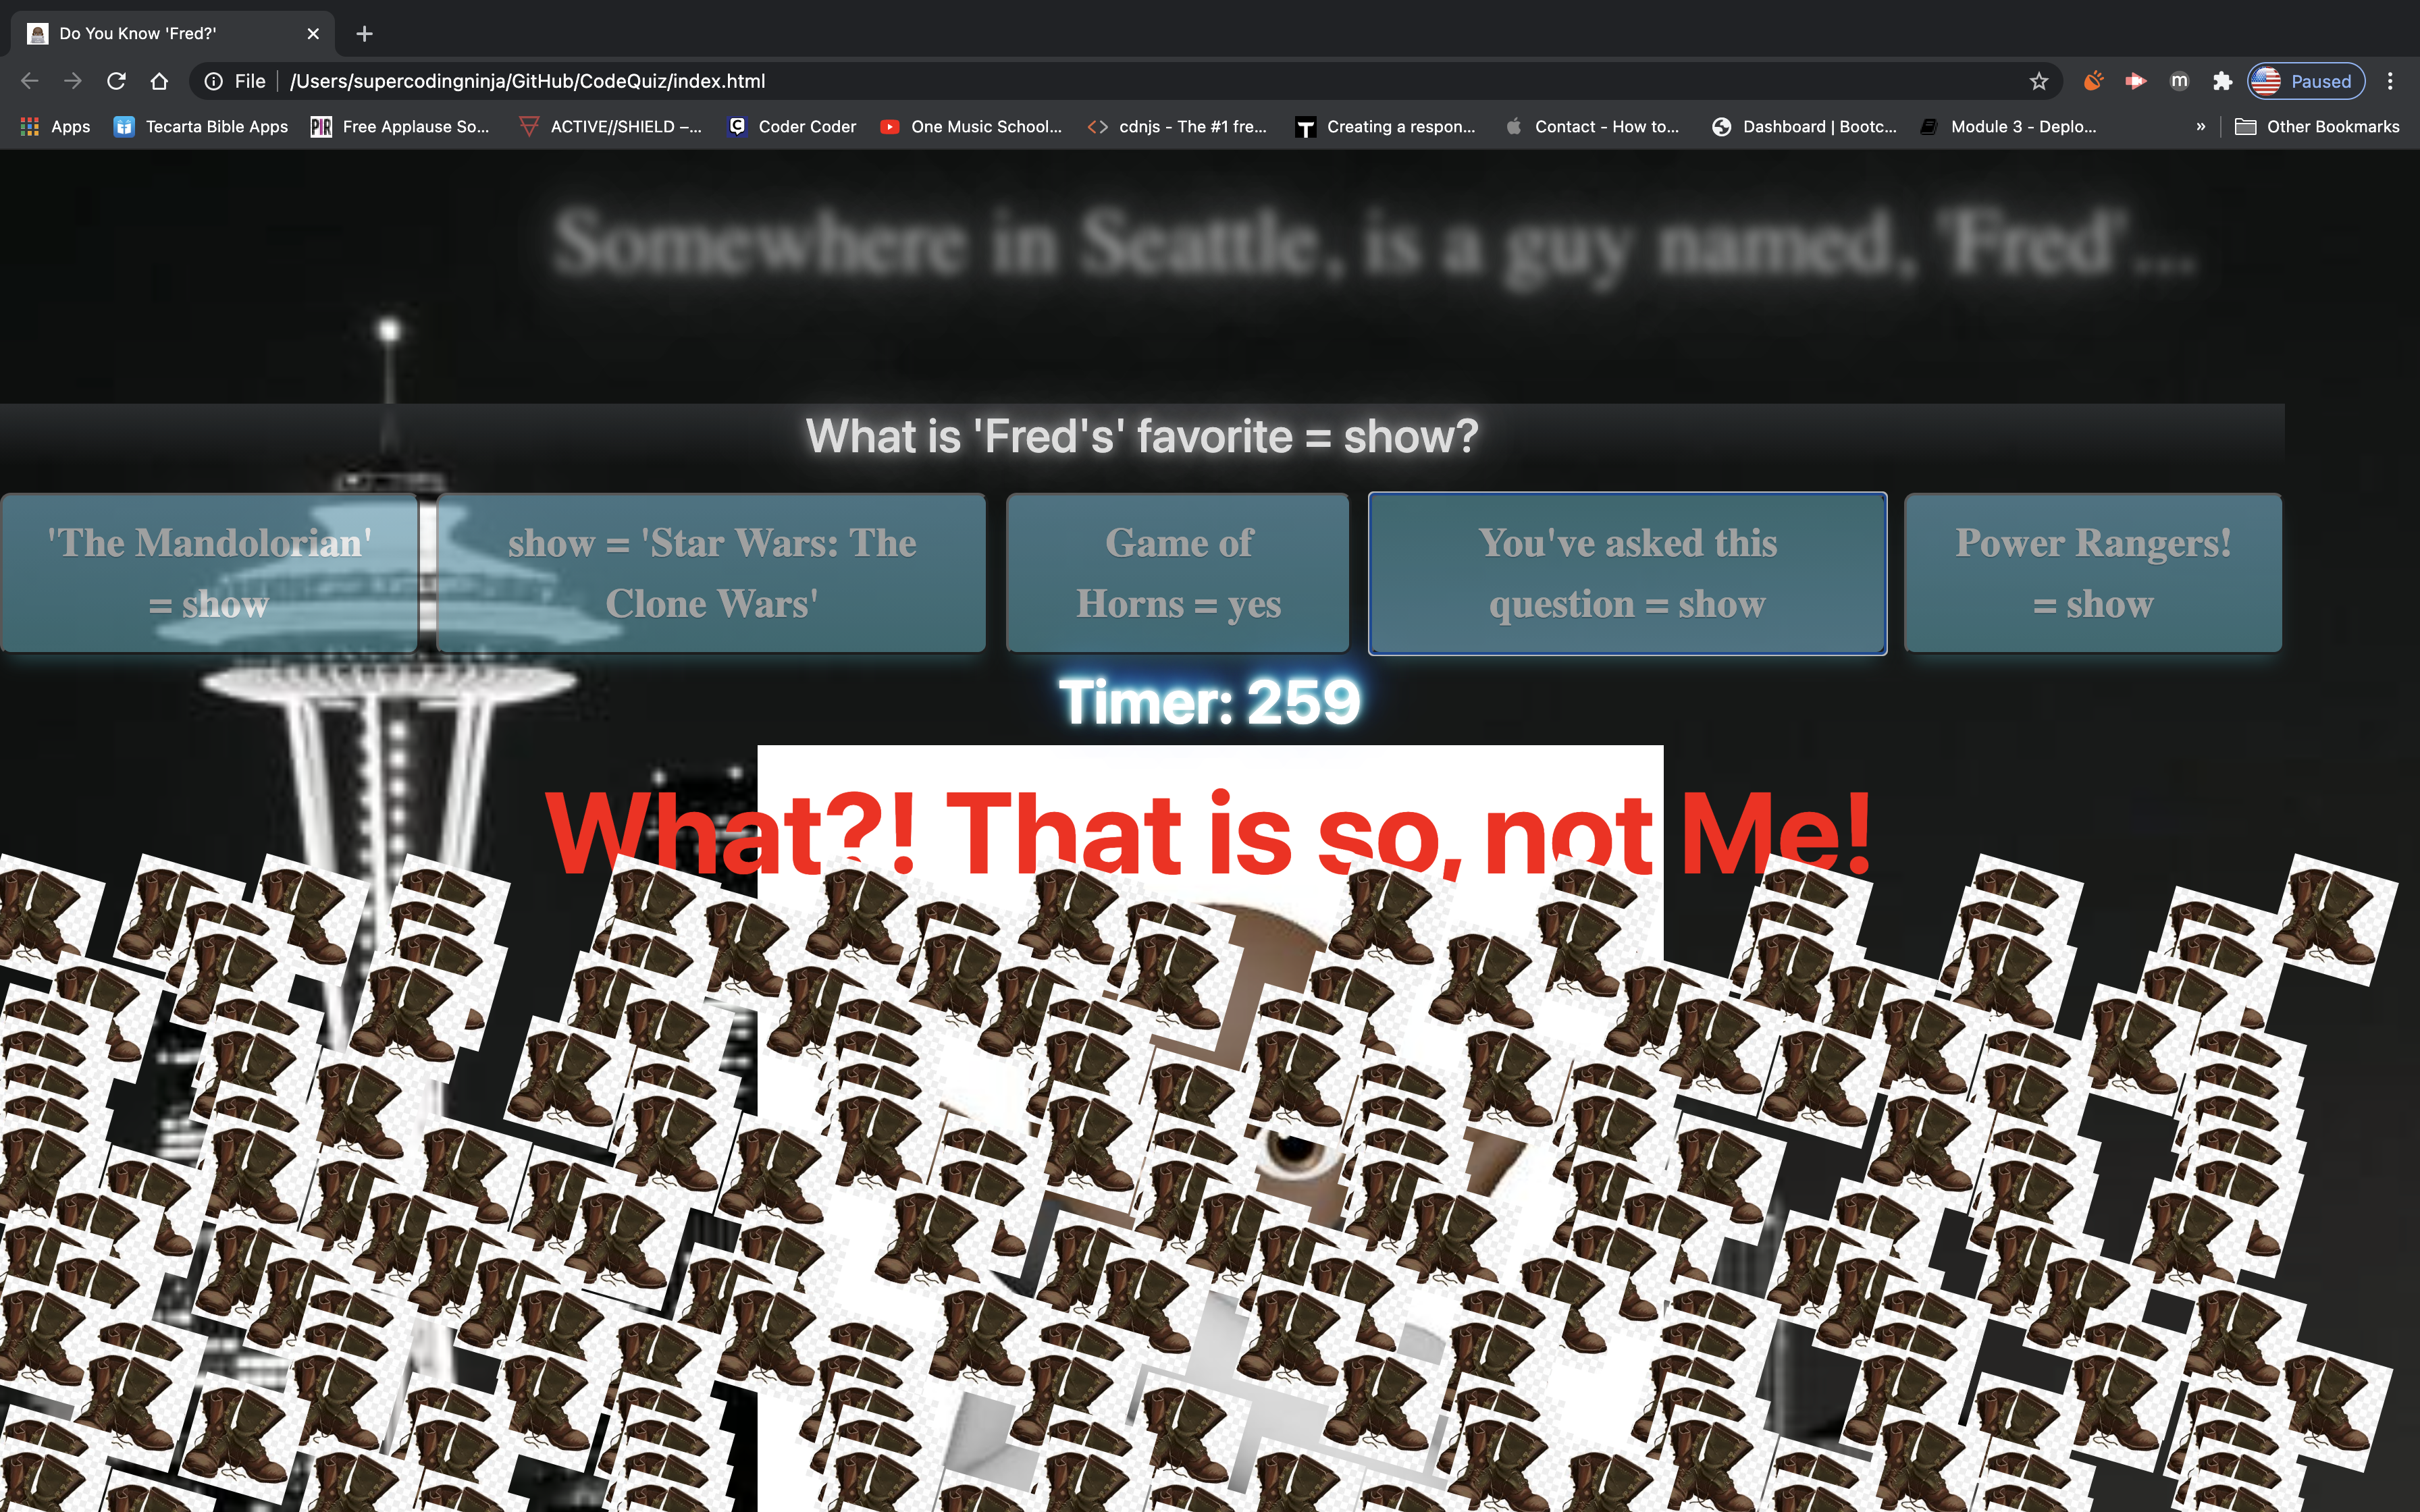 Do You Know 'Fred?'
File /Users/supercodingninja/GitHub/CodeQuiz/index.html
m
Paused
Apps
Tecarta Bible Apps
PIR
Free Applause So...
ACTIVE//SHIELD –...
Coder Coder
One Music School...
cdnjs - The #1 fre...
Creating a respon...
Contact - How to...
Dashboard | Bootc...
Module 3 - Deplo...
»
Other Bookmarks
Somewhere in Seattle, is a guy named, 'Fred'...
What is 'Fred's' favorite = show?
'The Mandolorian'
= show
show = 'Star Wars: The
Clone Wars'
Game of
Horns = yes
You've asked this
question = show
Power Rangers!
= show
Timer: 259
What?! That is so, not Me!